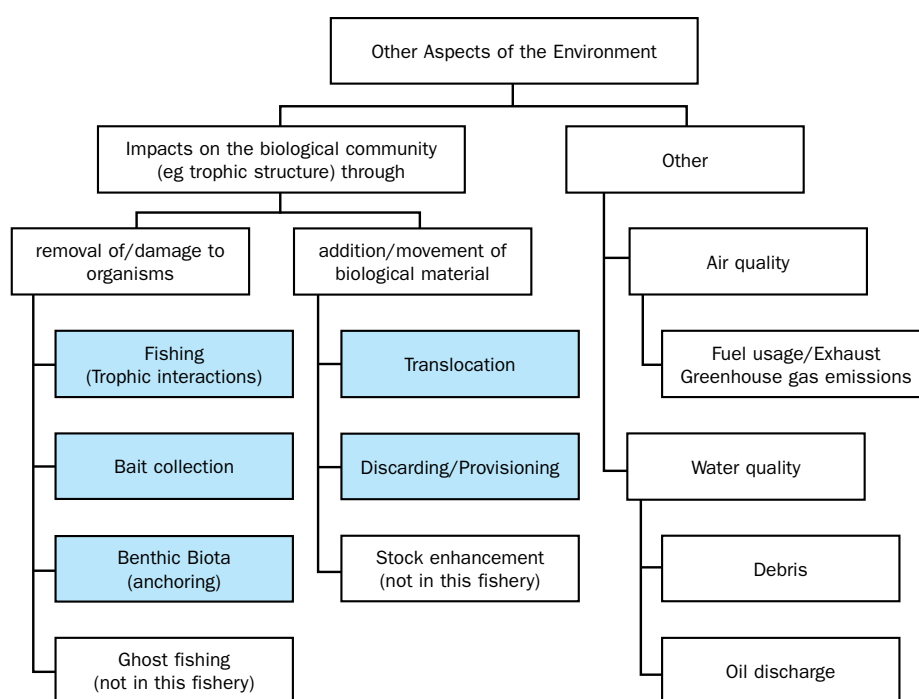 Other Aspects of the Environment
Impacts on the biological community
(eg trophic structure) through
Other
removal of/damage to
organisms
addition/movement of
biological material
Air quality
Fishing
(Trophic interactions)
Translocation
Fuel usage/Exhaust
Greenhouse gas emissions
Bait collection
Discarding/Provisioning
Water quality
Benthic Biota
(anchoring)
Stock enhancement
(not in this fishery)
Debris
Ghost fishing
(not in this fishery)
Oil discharge